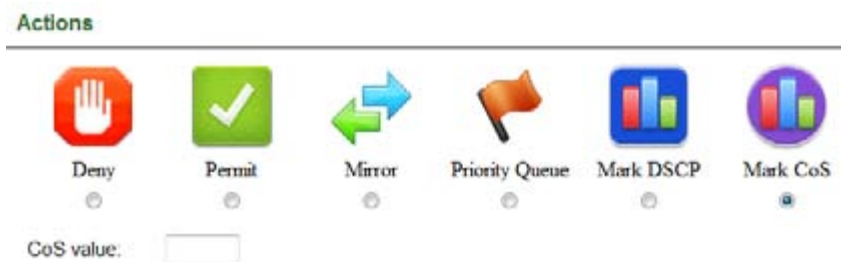 Actions
Deny Permit Mirror Priority Queue Mark DSCP Mark CoS
CoS value: